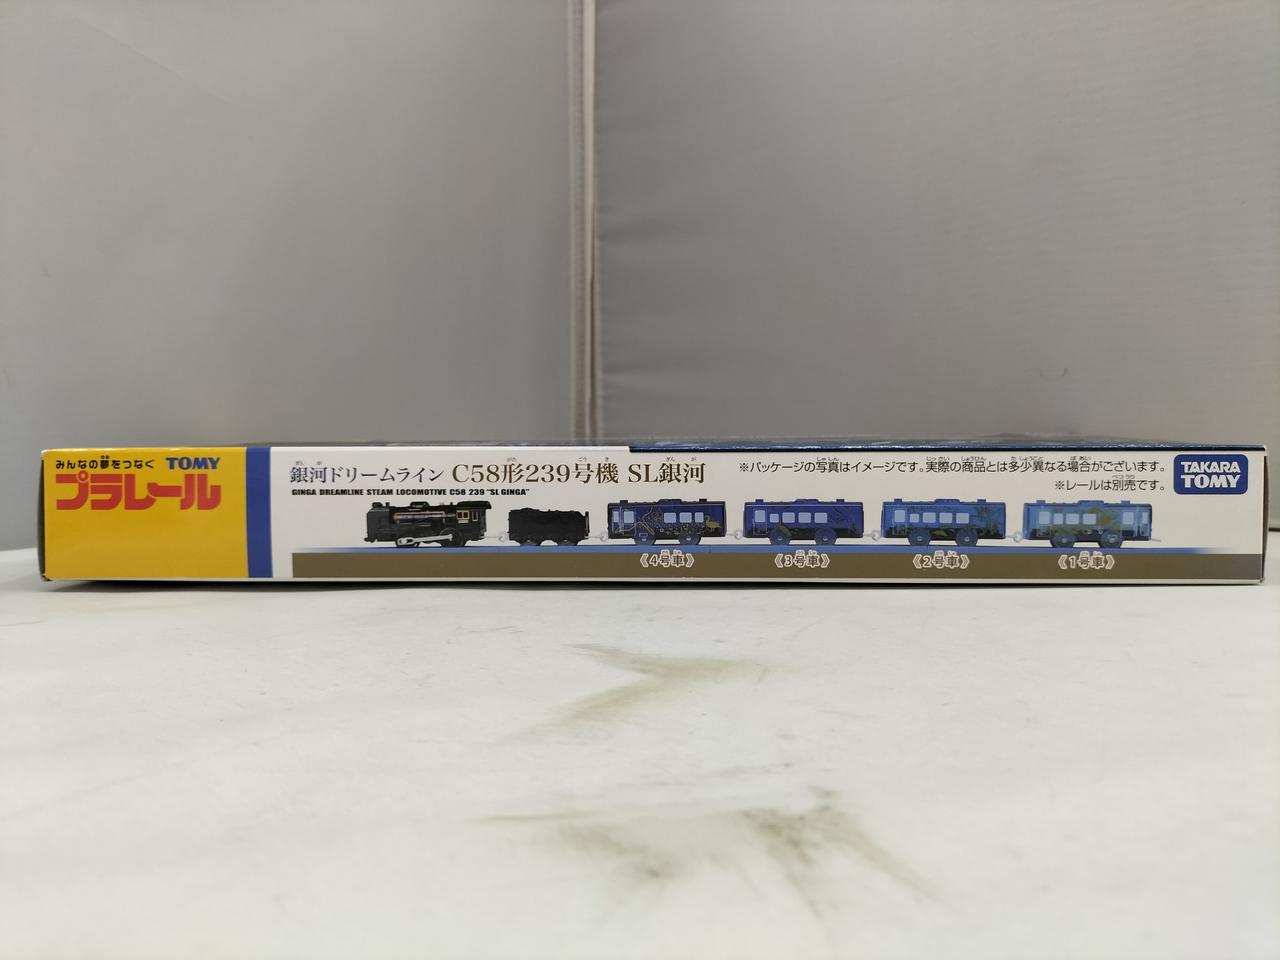 みんなの夢をつなぐ TOMY
プラレール
銀河ドリームライン C58形239号機 SL銀河
GINGA DREAMLINE STEAM LOCOMOTIVE C58 239 "SL GINGA"
※パッケージの写真はイメージです。実際の商品とは多少異なる場合がございます。
※レールは別売です。
TAKARA
TOMY
《4号車》 《3号車》 《2号車》 《1号車》